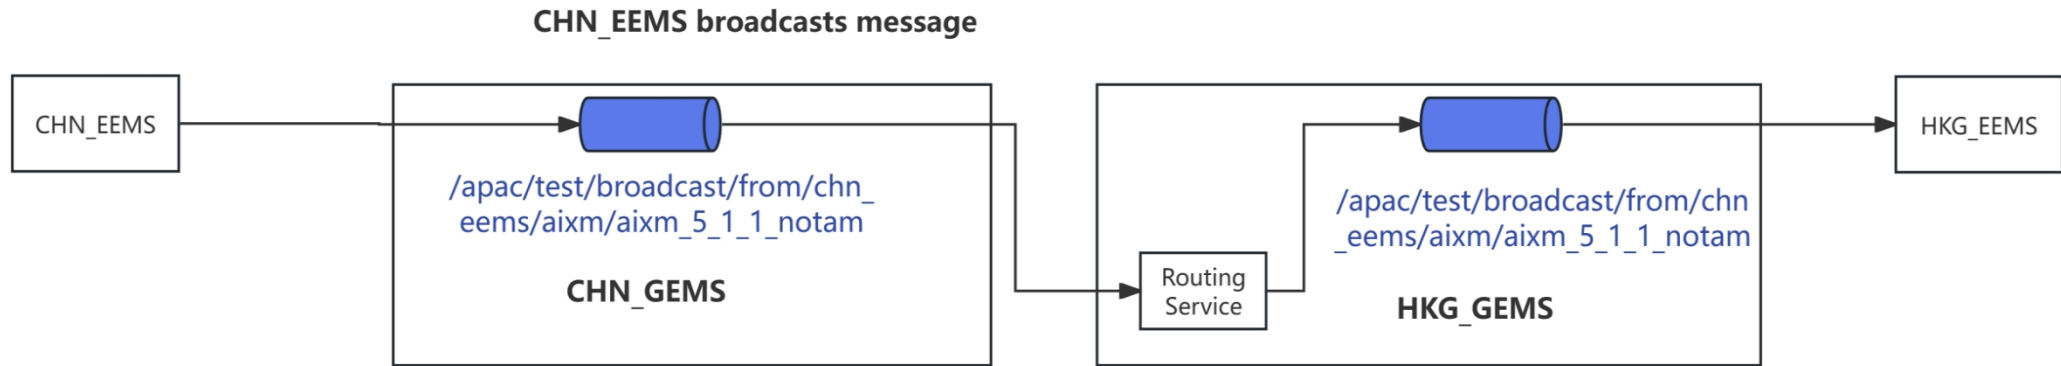 CHN_EEMS broadcasts message
CHN_EEMS
/apac/test/broadcast/from/chn_
eems/aixm/aixm_5_1_1_notam
CHN_GEMS
Routing
Service
/apac/test/broadcast/from/chn
_eems/aixm/aixm_5_1_1_notam
HKG_GEMS
HKG_EEMS